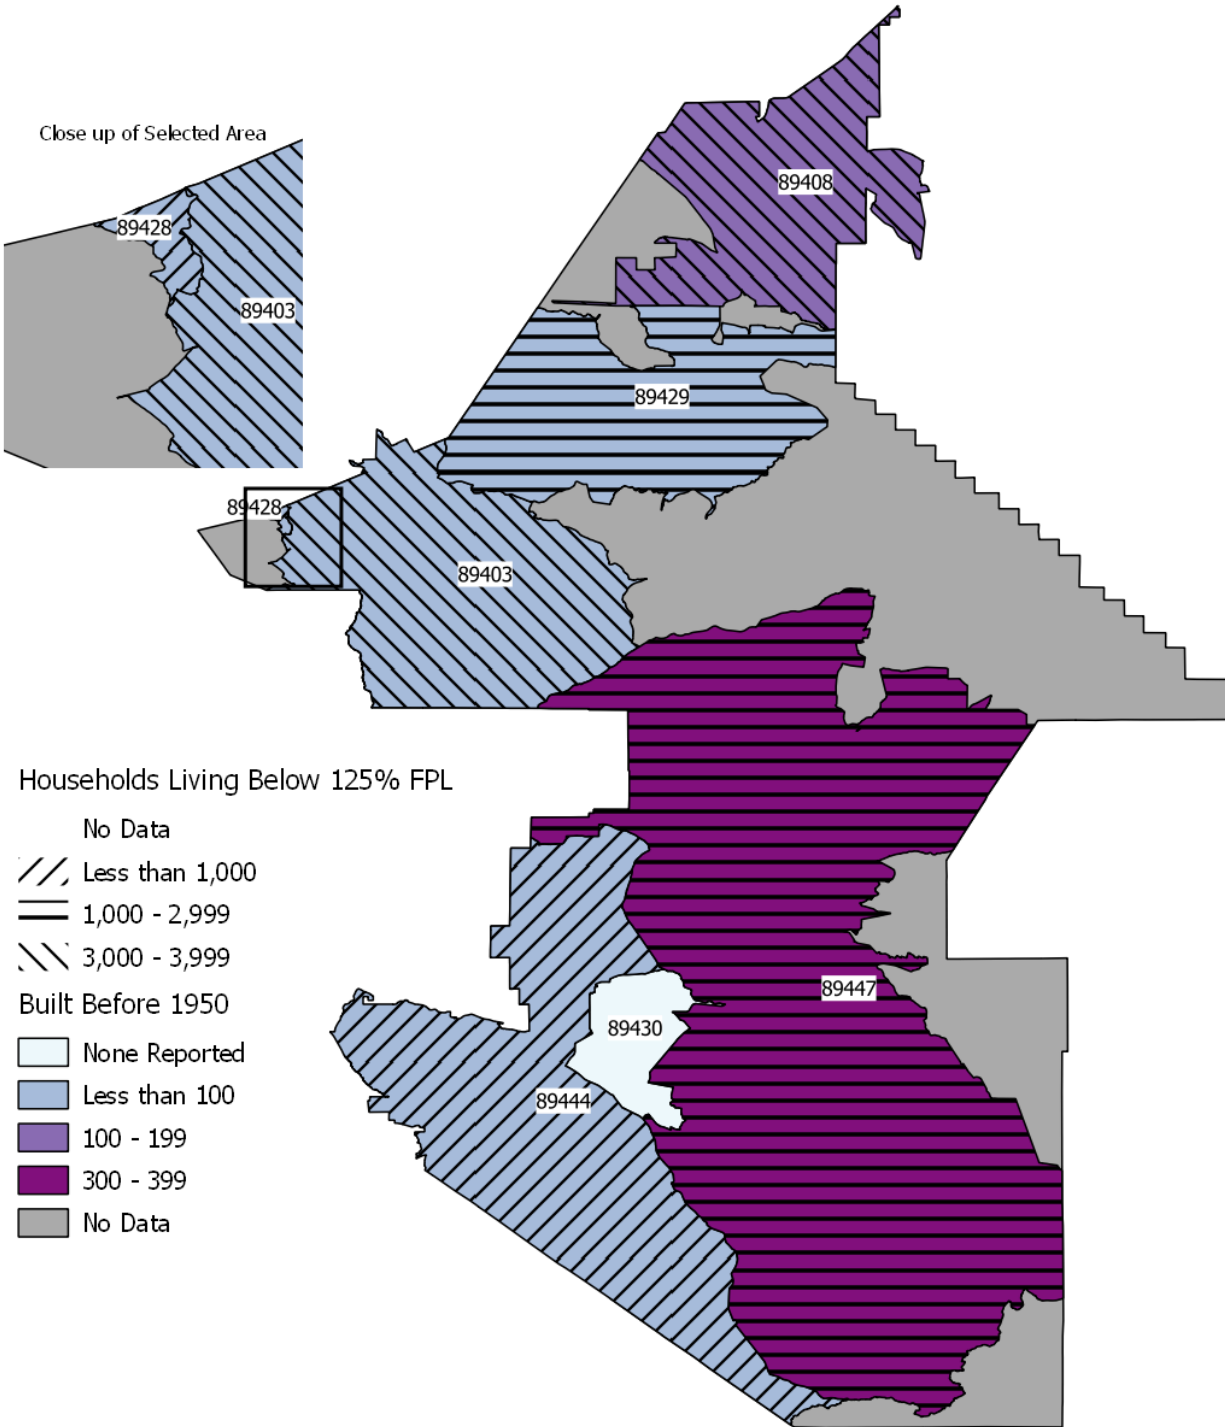 Close up of Selected Area
89428
89403
89408
89429
89428
89403
Households Living Below 125% FPL
No Data
Less than 1,000
1,000 - 2,999
3,000 - 3,999
Built Before 1950
None Reported
Less than 100
100 - 199
300 - 399
No Data
89447
89430
89444